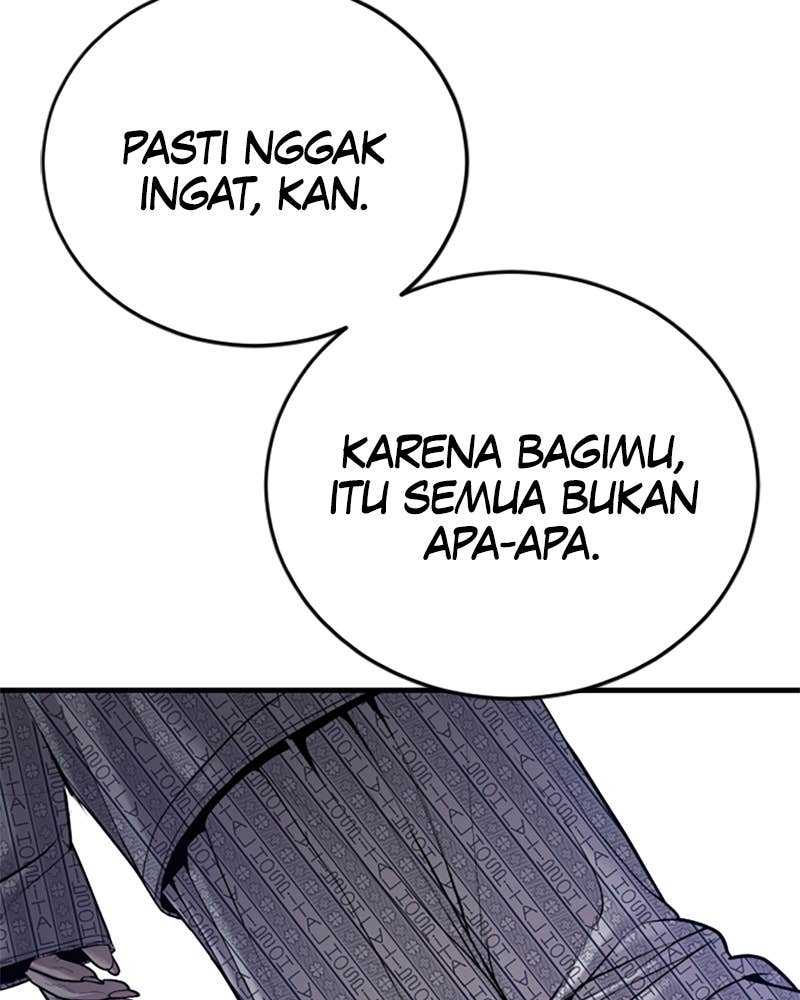 PASTI NGGAK
INGAT, KAN.
KARENA BAGIMU,
ITU SEMUA BUKAN
APA-APA.